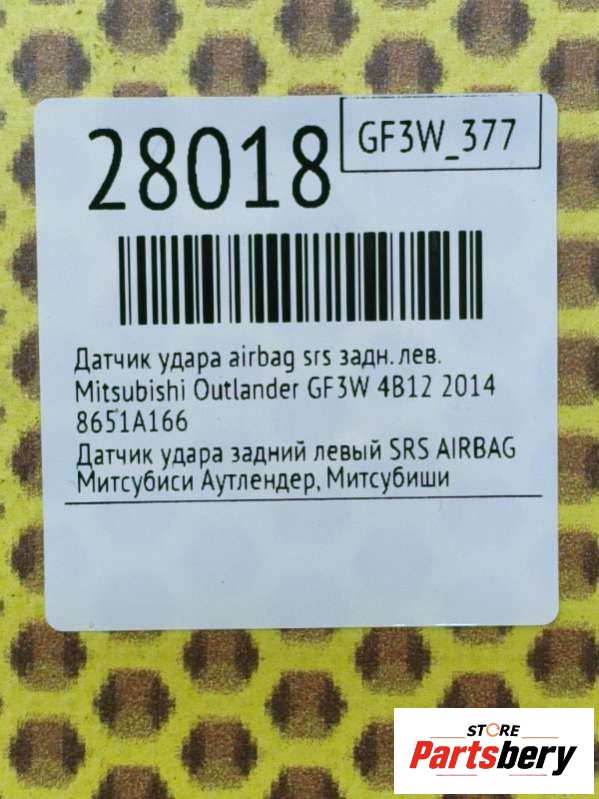 28018
GF3W_377
Датчик удара airbag srs задн. лев.
Mitsubishi Outlander GF3W 4B12 2014
8651A166
Датчик удара задний левый SRS AIRBAG
Митсубиси Аутлендер, Митсубиши
STORE
Partsbery